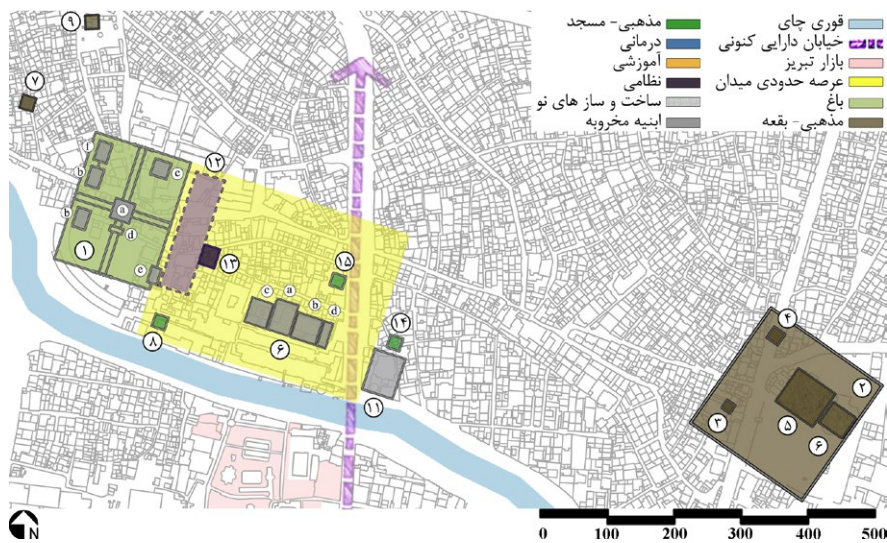 مذهبی- مسجد
درمانی
آموزشی
نظامی
ساخت و ساز های نو
ابنیه مخروبه
قوری چای
خیابان دارایی کنونی
بازار تبریز
عرصه حدودی میدان
باغ
مذهبی- بقعه
۹
۷
f
b
c
۱۲
a
b
d
۱
e
۱۳
۱۵
c
a
b
d
۸
۶
۱۴
۱۱
۴
۲
۳
۵
۶
N
0 100 200 300 400 500